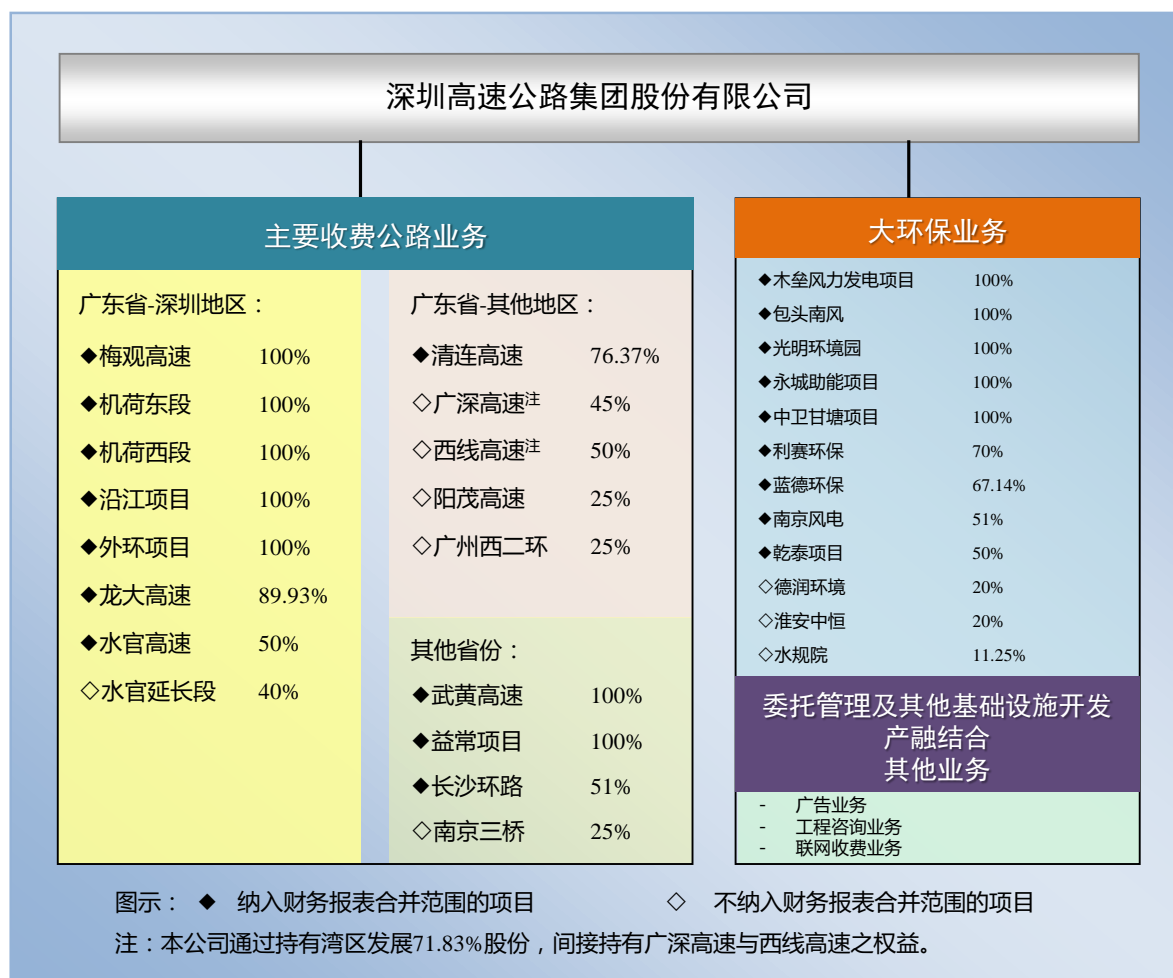 深圳高速公路集团股份有限公司
主要收费公路业务
广东省-深圳地区：
◆梅观高速 100%
◆机荷东段 100%
◆机荷西段 100%
◆沿江项目 100%
◆外环项目 100%
◆龙大高速 89.93%
◆水官高速 50%
◇水官延长段 40%
广东省-其他地区：
◆清连高速 76.37%
◇广深高速注 45%
◇西线高速注 50%
◇阳茂高速 25%
◇广州西二环 25%
其他省份：
◆武黄高速 100%
◆益常项目 100%
◆长沙环路 51%
◇南京三桥 25%
大环保业务
◆木垒风力发电项目 100%
◆包头南风 100%
◆光明环境园 100%
◆永城助能项目 100%
◆中卫甘塘项目 100%
◆利赛环保 70%
◆蓝德环保 67.14%
◆南京风电 51%
◆乾泰项目 50%
◇德润环境 20%
◇淮安中恒 20%
◇水规院 11.25%
委托管理及其他基础设施开发
产融结合
其他业务
- 广告业务
- 工程咨询业务
- 联网收费业务
图示：◆ 纳入财务报表合并范围的项目 ◇ 不纳入财务报表合并范围的项目
注：本公司通过持有湾区发展71.83%股份，间接持有广深高速与西线高速之权益。